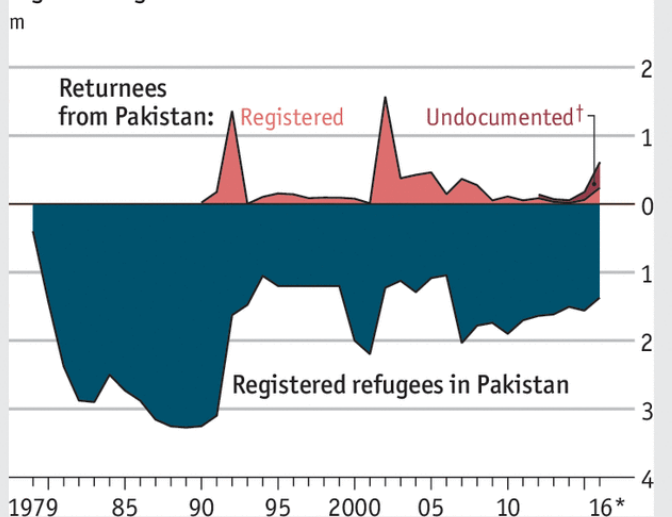 m
2
Returnees
from Pakistan: Registered Undocumented†
1
0
1
2
Registered refugees in Pakistan
3
4
1979 85 90 95 2000 05 10 16*